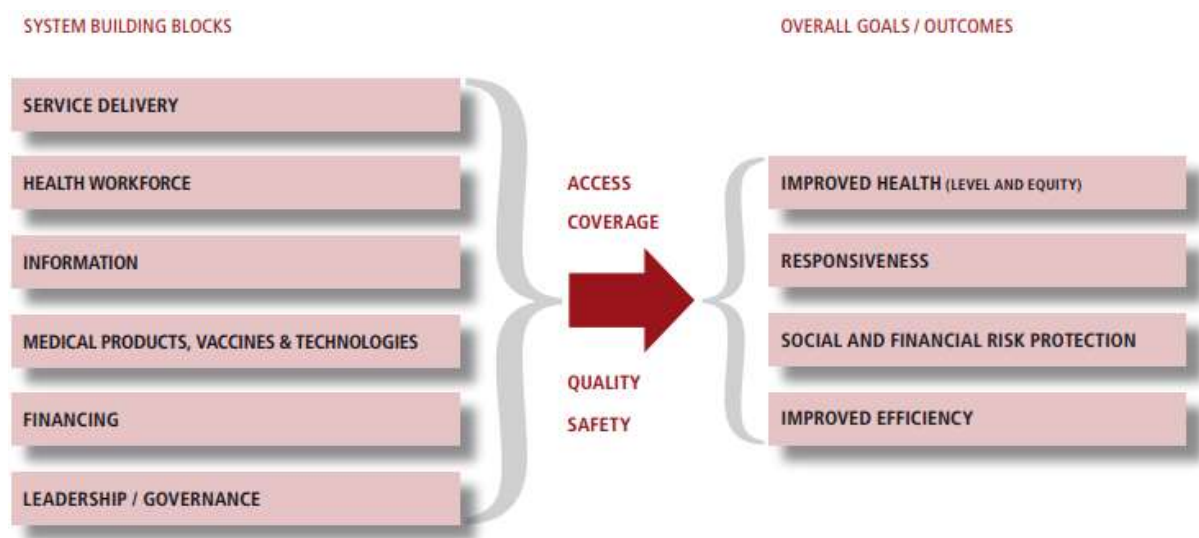 SYSTEM BUILDING BLOCKS
SERVICE DELIVERY
HEALTH WORKFORCE
INFORMATION
MEDICAL PRODUCTS, VACCINES & TECHNOLOGIES
FINANCING
LEADERSHIP / GOVERNANCE
ACCESS
COVERAGE
QUALITY
SAFETY
OVERALL GOALS / OUTCOMES
IMPROVED HEALTH (LEVEL AND EQUITY)
RESPONSIVENESS
SOCIAL AND FINANCIAL RISK PROTECTION
IMPROVED EFFICIENCY